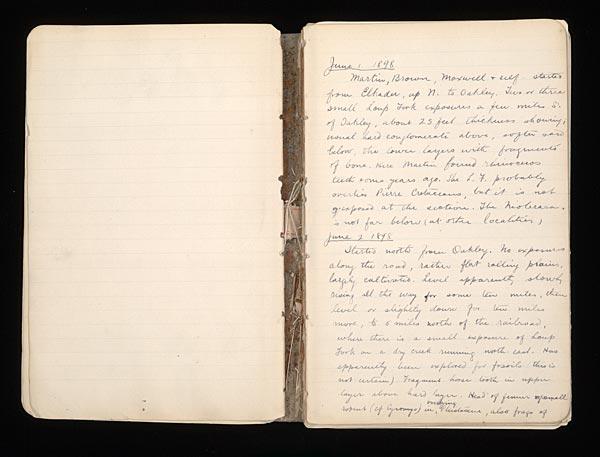 June 1 1898
Martin, Brown, Maxwell & self started
from Elkader, up N. to Oakley. Two or three
small Loup Fork exposures a few miles S.
of Oakley, about 25 feet thickness showing,
usual hard conglomerate above, softer sand
below, the lower layers with fragments
of bone. Here Martin found rhinoceros
teeth some years ago. The L. F. probably
overlies Pierre Cretaceous, but it is not
exposed at the section. The Niobrara
is not far below (at other localities)
June 2 1898
Started north from Oakley. No exposures
along the road, rather flat rolling prairie,
largely cultivated. Level apparently slowly
rising all the way for some ten miles, then
level or slightly down for ten miles
more, to 6 miles north of the railroad,
where there is a small exposure of Loup
Fork on a dry creek running north east. Has
apparently been explored for fossils (this is
not certain). Fragment horse tooth in upper
layer above hard layer. Head of femur of small
rodent (cf Geomys) in, also frags of